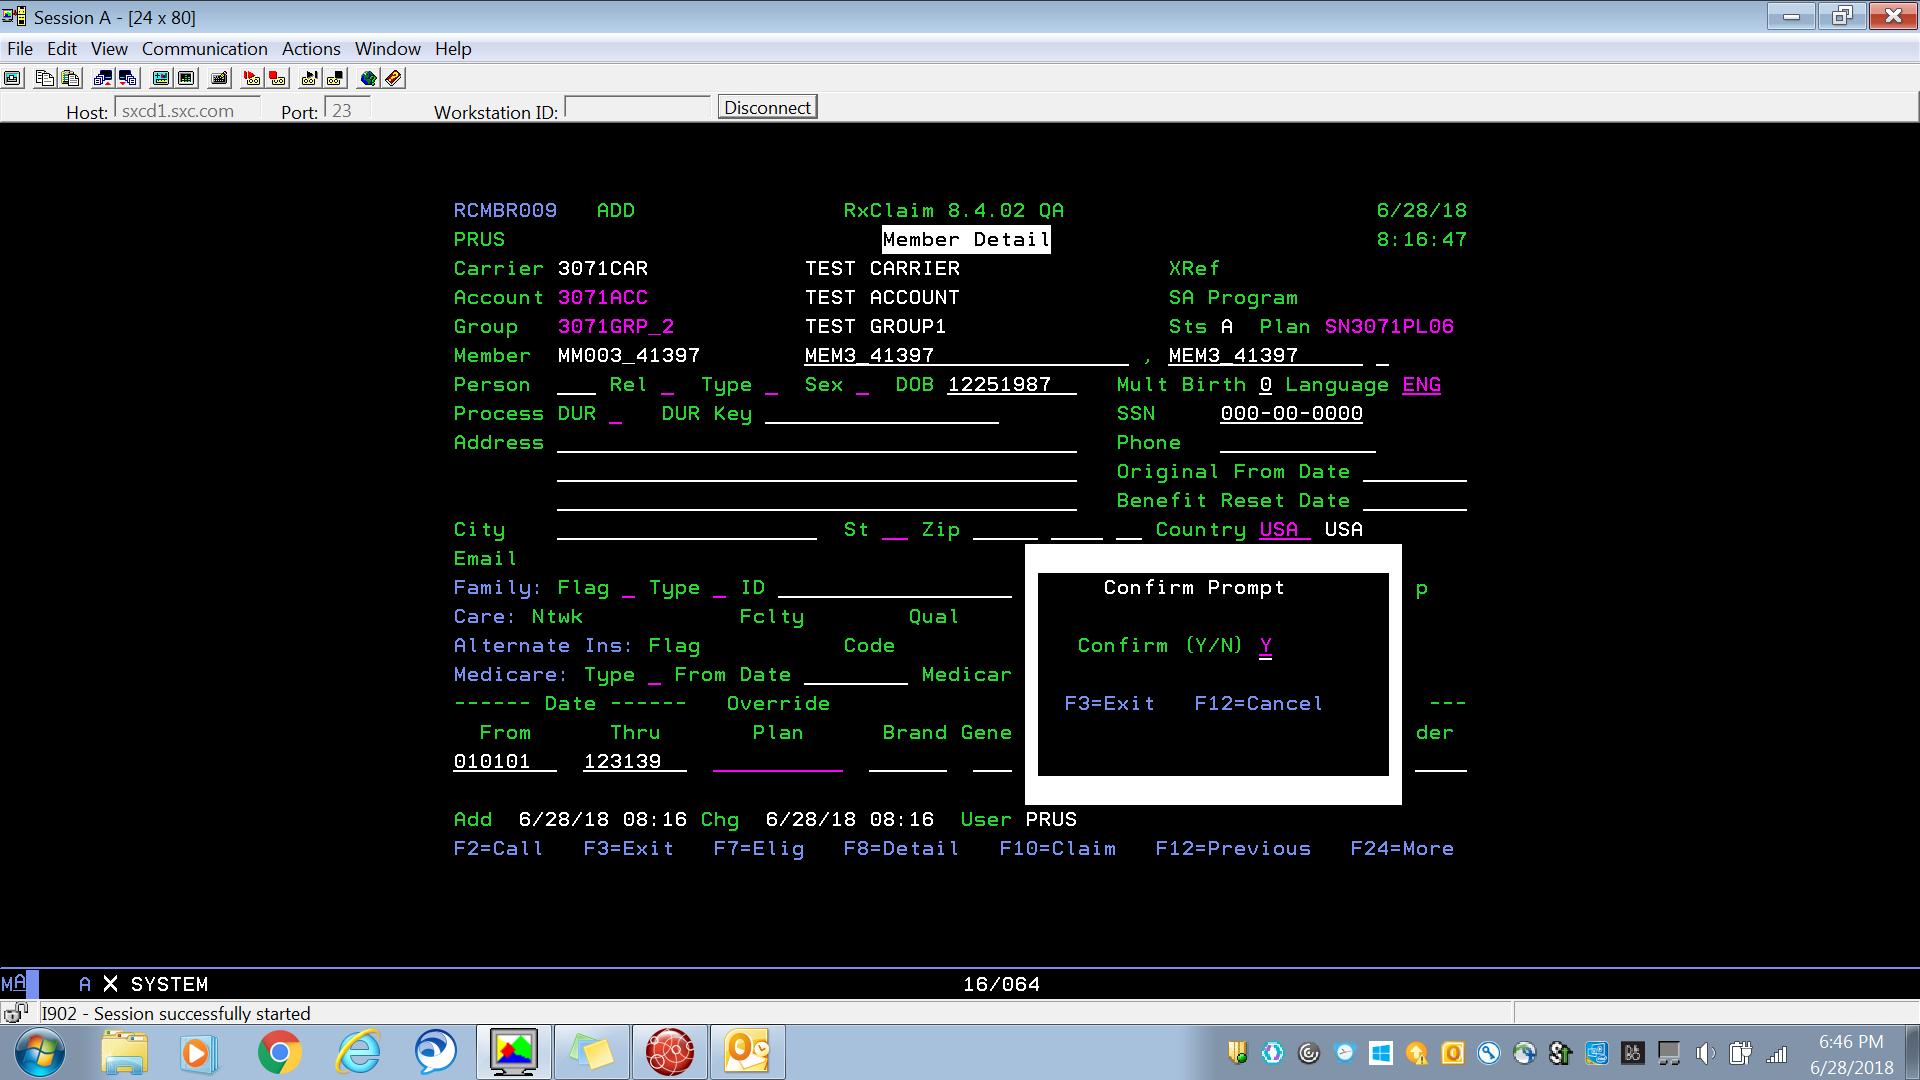 Session A - [24 x 80]
File Edit View Communication Actions Window Help
Host: sxcd1.sxc.com Port: 23 Workstation ID: Disconnect
RCMBR009 ADD RxClaim 8.4.02 QA 6/28/18
PRUS Member Detail 8:16:47
Carrier 3071CAR TEST CARRIER XRef
Account 3071ACC TEST ACCOUNT SA Program
Group 3071GRP_2 TEST GROUP1 Sts A Plan SN3071PL06
Member MM003_41397 MEM3_41397 , MEM3_41397
Person Rel Type Sex DOB 12251987 Mult Birth 0 Language ENG
Process DUR DUR Key SSN 000-00-0000
Address Phone
Original From Date
Benefit Reset Date
City St Zip Country USA USA
Email
Family: Flag Type ID Confirm Prompt p
Care: Ntwk Fclty Qual
Alternate Ins: Flag Code Confirm (Y/N) Y
Medicare: Type From Date Medicar
------ Date ------ Override F3=Exit F12=Cancel ---
From Thru Plan Brand Gene der
010101 123139
Add 6/28/18 08:16 Chg 6/28/18 08:16 User PRUS
F2=Call F3=Exit F7=Elig F8=Detail F10=Claim F12=Previous F24=More
MA A X SYSTEM 16/064
I902 - Session successfully started
6:46 PM
6/28/2018